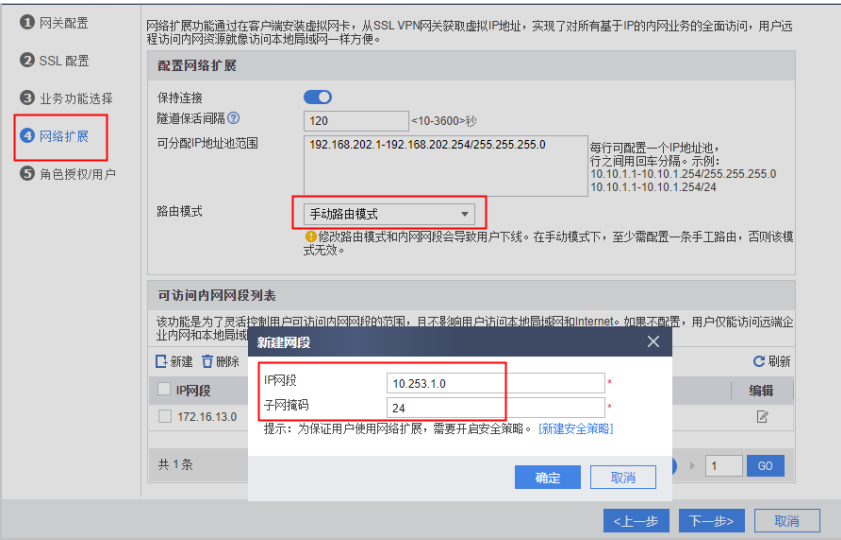 1 网关配置
2 SSL 配置
3 业务功能选择
4 网络扩展
5 角色授权/用户
网络扩展功能通过在客户端安装虚拟网卡，从SSL VPN网关获取虚拟IP地址，实现了对所有基于IP的内网业务的全面访问，用户远
程访问内网资源就像访问本地局域网一样方便。
配置网络扩展
保持连接
隧道保活间隔 ? 120 <10-3600>秒
可分配IP地址池范围 192.168.202.1-192.168.202.254/255.255.255.0
每行可配置一个IP地址池，
行之间用回车分隔。示例：
10.10.1.1-10.10.1.254/255.255.255.0
10.10.1.1-10.10.1.254/24
路由模式 手动路由模式
修改路由模式和内网网段会导致用户下线。在手动模式下，至少需配置一条手工路由，否则该模
式无效。
可访问内网网段列表
该功能是为了灵活控制用户可访问内网网段的范围，且不影响用户访问本地局域网和Internet。如果不配置，用户仅能访问远端企
业内网和本地局域
新建 删除 刷新
IP网段 编辑
172.16.13.0
共 1 条 1 GO
新建网段
IP网段 10.253.1.0 *
子网掩码 24 *
提示：为保证用户使用网络扩展，需要开启安全策略。 [新建安全策略]
确定 取消
<上一步 下一步> 取消